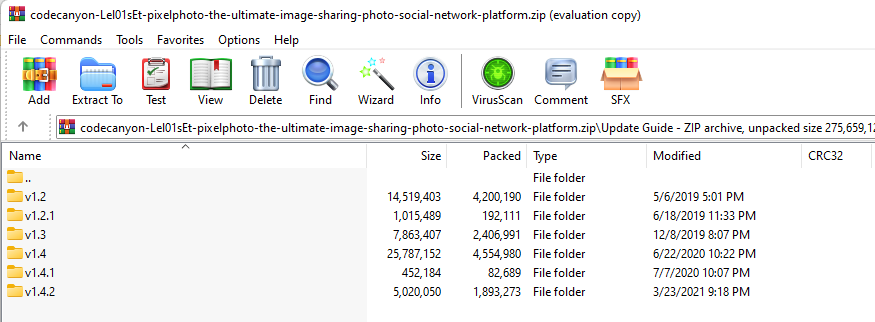 codecanyon-Lel01sEt-pixelphoto-the-ultimate-image-sharing-photo-social-network-platform.zip (evaluation copy)
File Commands Tools Favorites Options Help
Add Extract To Test View Delete Find Wizard Info VirusScan Comment SFX
codecanyon-Lel01sEt-pixelphoto-the-ultimate-image-sharing-photo-social-network-platform.zip\Update Guide - ZIP archive, unpacked size 275,659,12
Name Size Packed Type Modified CRC32
.. File folder
v1.2 14,519,403 4,200,190 File folder 5/6/2019 5:01 PM
v1.2.1 1,015,489 192,111 File folder 6/18/2019 11:33 PM
v1.3 7,863,407 2,406,991 File folder 12/8/2019 8:07 PM
v1.4 25,787,152 4,554,980 File folder 6/22/2020 10:22 PM
v1.4.1 452,184 82,689 File folder 7/7/2020 10:07 PM
v1.4.2 5,020,050 1,893,273 File folder 3/23/2021 9:18 PM